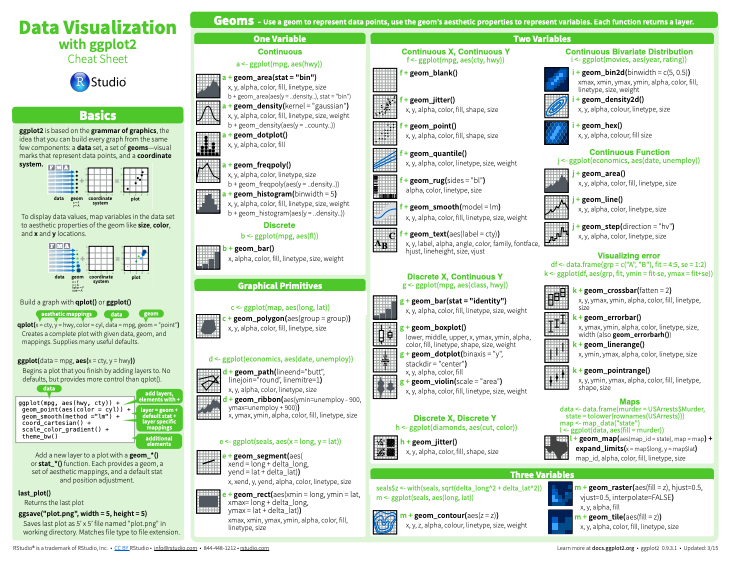 Data Visualization
with ggplot2
Cheat Sheet
R Studio
Basics
ggplot2 is based on the grammar of graphics, the
idea that you can build every graph from the same
few components: a data set, a set of geoms—visual
marks that represent data points, and a coordinate
system.
data geom coordinate system plot
To display data values, map variables in the data set
to aesthetic properties of the geom like size, color,
and x and y locations.
data geom coordinate system plot
Build a graph with qplot() or ggplot()
aesthetic mappings data geom
qplot(x = cty, y = hwy, color = cyl, data = mpg, geom = "point")
Creates a complete plot with given data, geom, and
mappings. Supplies many useful defaults.
ggplot(data = mpg, aes(x = cty, y = hwy))
Begins a plot that you finish by adding layers to. No
defaults, but provides more control than qplot().
data
ggplot(mpg, aes(hwy, cty)) +
geom_point(aes(color = cyl)) +
geom_smooth(method ="lm") +
coord_cartesian() +
scale_color_gradient() +
theme_bw()
add layers,
elements with +
layer = geom +
default stat +
layer specific
mappings
additional
elements
Add a new layer to a plot with a geom_*()
or stat_*() function. Each provides a geom, a
set of aesthetic mappings, and a default stat
and position adjustment.
last_plot()
Returns the last plot
ggsave("plot.png", width = 5, height = 5)
Saves last plot as 5' x 5' file named "plot.png" in
working directory. Matches file type to file extension.
Geoms - Use a geom to represent data points, use the geom's aesthetic properties to represent variables. Each function returns a layer.
One Variable
Continuous
a <- ggplot(mpg, aes(hwy))
a + geom_area(stat = "bin")
x, y, alpha, color, fill, linetype, size
b + geom_area(aes(y = ..density..), stat = "bin")
a + geom_density(kernel = "gaussian")
x, y, alpha, color, fill, linetype, size, weight
b + geom_density(aes(y = ..county..))
a + geom_dotplot()
x, y, alpha, color, fill
a + geom_freqpoly()
x, y, alpha, color, linetype, size
b + geom_freqpoly(aes(y = ..density..))
a + geom_histogram(binwidth = 5)
x, y, alpha, color, fill, linetype, size, weight
b + geom_histogram(aes(y = ..density..))
Discrete
b <- ggplot(mpg, aes(fl))
b + geom_bar()
x, alpha, color, fill, linetype, size, weight
Graphical Primitives
c <- ggplot(map, aes(long, lat))
c + geom_polygon(aes(group = group))
x, y, alpha, color, fill, linetype, size
d <- ggplot(economics, aes(date, unemploy))
d + geom_path(lineend="butt",
linejoin="round', linemitre=1)
x, y, alpha, color, linetype, size
d + geom_ribbon(aes(ymin=unemploy - 900,
ymax=unemploy + 900))
x, ymax, ymin, alpha, color, fill, linetype, size
e <- ggplot(seals, aes(x = long, y = lat))
e + geom_segment(aes(
xend = long + delta_long,
yend = lat + delta_lat))
x, xend, y, yend, alpha, color, linetype, size
e + geom_rect(aes(xmin = long, ymin = lat,
xmax= long + delta_long,
ymax = lat + delta_lat))
xmax, xmin, ymax, ymin, alpha, color, fill,
linetype, size
Two Variables
Continuous X, Continuous Y
f <- ggplot(mpg, aes(cty, hwy))
f + geom_blank()
f + geom_jitter()
x, y, alpha, color, fill, shape, size
f + geom_point()
x, y, alpha, color, fill, shape, size
f + geom_quantile()
x, y, alpha, color, linetype, size, weight
f + geom_rug(sides = "bl")
alpha, color, linetype, size
f + geom_smooth(model = lm)
x, y, alpha, color, fill, linetype, size, weight
f + geom_text(aes(label = cty))
x, y, label, alpha, angle, color, family, fontface,
hjust, lineheight, size, vjust
Discrete X, Continuous Y
g <- ggplot(mpg, aes(class, hwy))
g + geom_bar(stat = "identity")
x, y, alpha, color, fill, linetype, size, weight
g + geom_boxplot()
lower, middle, upper, x, ymax, ymin, alpha,
color, fill, linetype, shape, size, weight
g + geom_dotplot(binaxis = "y",
stackdir = "center")
x, y, alpha, color, fill
g + geom_violin(scale = "area")
x, y, alpha, color, fill, linetype, size, weight
Discrete X, Discrete Y
h <- ggplot(diamonds, aes(cut, color))
h + geom_jitter()
x, y, alpha, color, fill, shape, size
Continuous Bivariate Distribution
i <- ggplot(movies, aes(year, rating))
i + geom_bin2d(binwidth = c(5, 0.5))
xmax, xmin, ymax, ymin, alpha, color, fill,
linetype, size, weight
i + geom_density2d()
x, y, alpha, colour, linetype, size
i + geom_hex()
x, y, alpha, colour, fill size
Continuous Function
j <- ggplot(economics, aes(date, unemploy))
j + geom_area()
x, y, alpha, color, fill, linetype, size
j + geom_line()
x, y, alpha, color, linetype, size
j + geom_step(direction = "hv")
x, y, alpha, color, linetype, size
Visualizing error
df <- data.frame(grp = c("A", "B"), fit = 4:5, se = 1:2)
k <- ggplot(df, aes(grp, fit, ymin = fit-se, ymax = fit+se))
k + geom_crossbar(fatten = 2)
x, y, ymax, ymin, alpha, color, fill, linetype,
size
k + geom_errorbar()
x, ymax, ymin, alpha, color, linetype, size,
width (also geom_errorbarh())
k + geom_linerange()
x, ymin, ymax, alpha, color, linetype, size
k + geom_pointrange()
x, y, ymin, ymax, alpha, color, fill, linetype,
shape, size
Maps
data <- data.frame(murder = USArrests$Murder,
state = tolower(rownames(USArrests)))
map <- map_data("state")
l <- ggplot(data, aes(fill = murder))
l + geom_map(aes(map_id = state), map = map) +
expand_limits(x = map$long, y = map$lat)
map_id, alpha, color, fill, linetype, size
Three Variables
seals$z <- with(seals, sqrt(delta_long^2 + delta_lat^2))
m <- ggplot(seals, aes(long, lat))
m + geom_contour(aes(z = z))
x, y, z, alpha, colour, linetype, size, weight
m + geom_raster(aes(fill = z), hjust=0.5,
vjust=0.5, interpolate=FALSE)
x, y, alpha, fill
m + geom_tile(aes(fill = z))
x, y, alpha, color, fill, linetype, size
RStudio® is a trademark of RStudio, Inc. • CC BY RStudio • info@rstudio.com • 844-448-1212 • rstudio.com
Learn more at docs.ggplot2.org • ggplot2 0.9.3.1 • Updated: 3/15